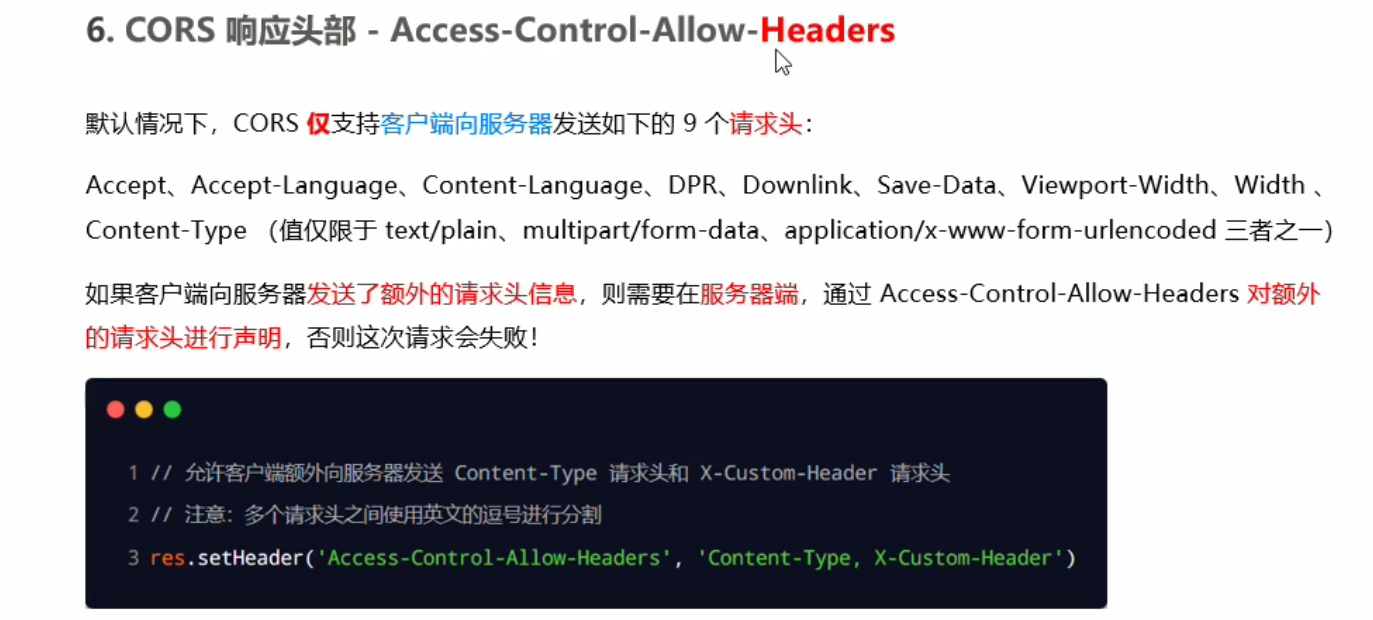 6. CORS 响应头部 - Access-Control-Allow-Headers
默认情况下，CORS 仅支持客户端向服务器发送如下的 9 个请求头：
Accept、Accept-Language、Content-Language、DPR、Downlink、Save-Data、Viewport-Width、Width 、
Content-Type （值仅限于 text/plain、multipart/form-data、application/x-www-form-urlencoded 三者之一）
如果客户端向服务器发送了额外的请求头信息，则需要在服务器端，通过 Access-Control-Allow-Headers 对额外
的请求头进行声明，否则这次请求会失败！
1 // 允许客户端额外向服务器发送 Content-Type 请求头和 X-Custom-Header 请求头
2 // 注意：多个请求头之间使用英文的逗号进行分割
3 res.setHeader('Access-Control-Allow-Headers', 'Content-Type, X-Custom-Header')